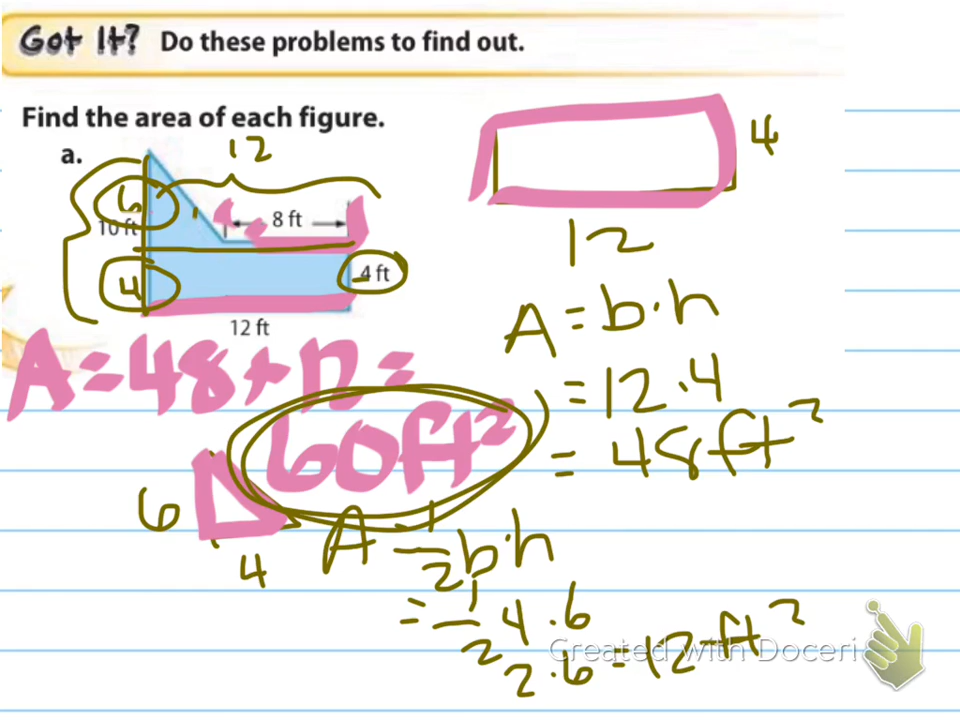 Got It? Do these problems to find out.
Find the area of each figure.
a.
12
6
10 ft
8 ft
4
4 ft
12 ft
4
12
A = b · h
= 12 · 4
= 48 ft²
A = 48 + 12 =
60 ft²
6
4
A = 1/2 b · h
= 1/2 4 · 6
2 · 6 = 12 ft²
Created with Doceri